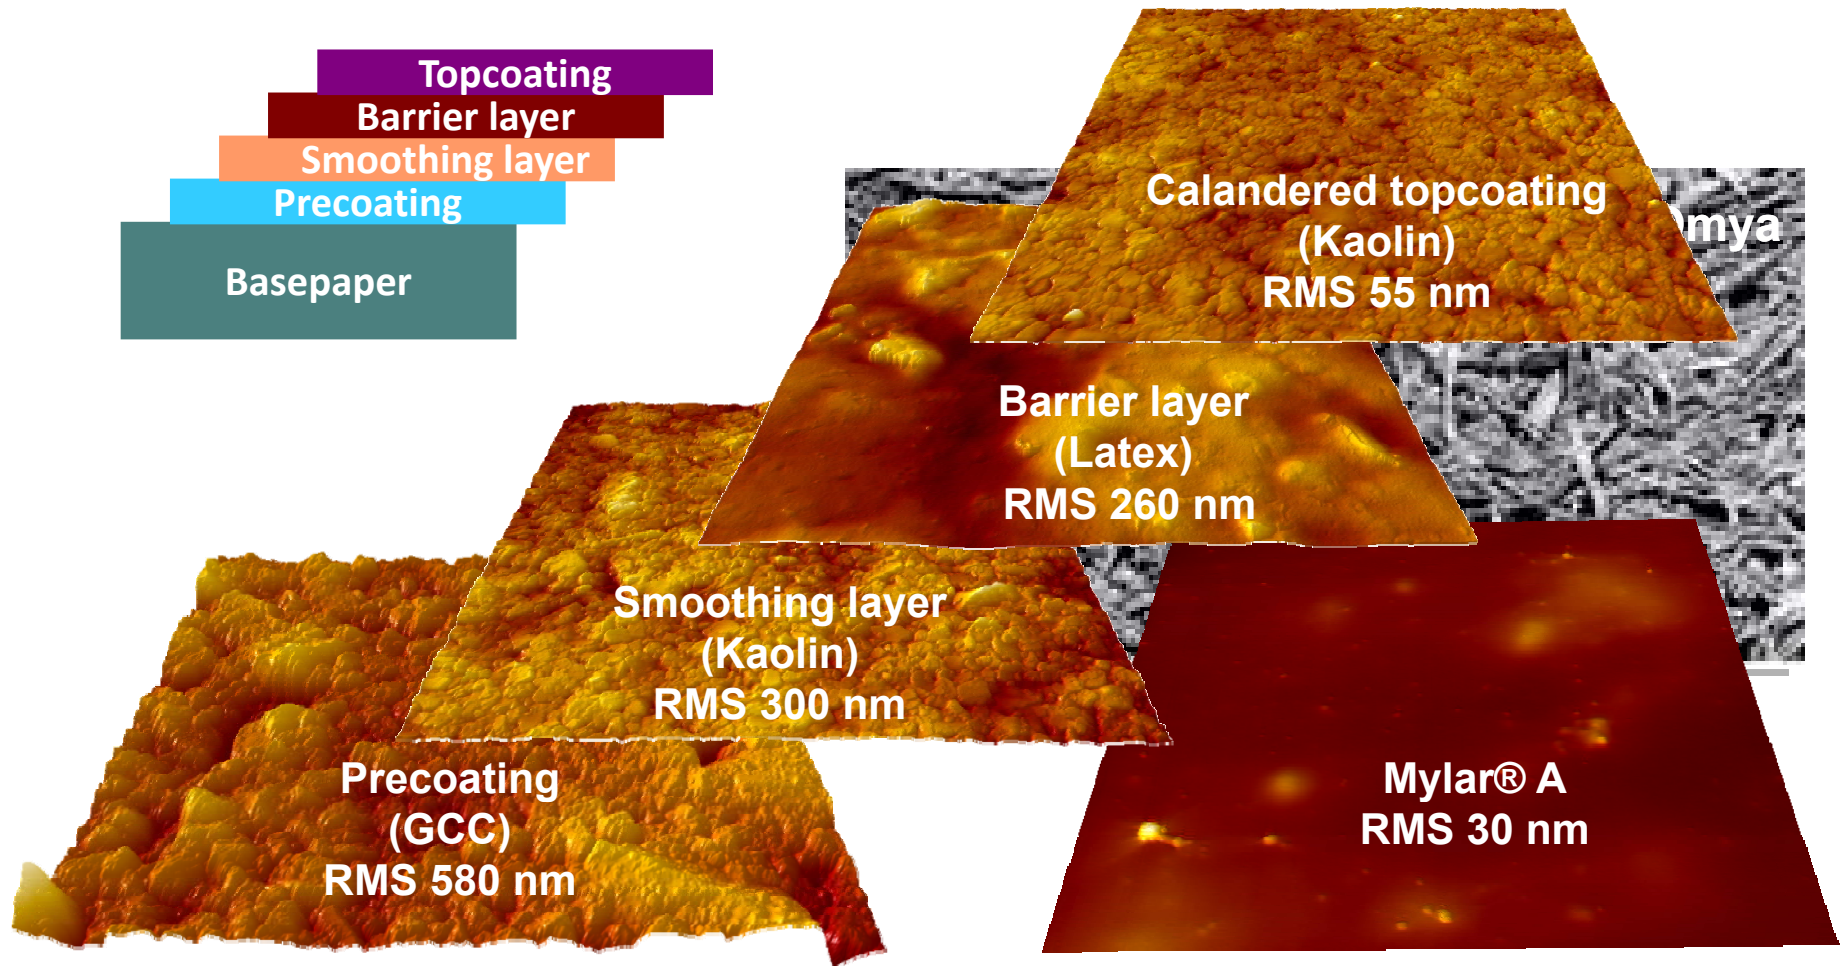 Topcoating
Barrier layer
Smoothing layer
Precoating
Basepaper
Calandered topcoating
(Kaolin)
RMS 55 nm
Barrier layer
(Latex)
RMS 260 nm
Smoothing layer
(Kaolin)
RMS 300 nm
Precoating
(GCC)
RMS 580 nm
Mylar® A
RMS 30 nm